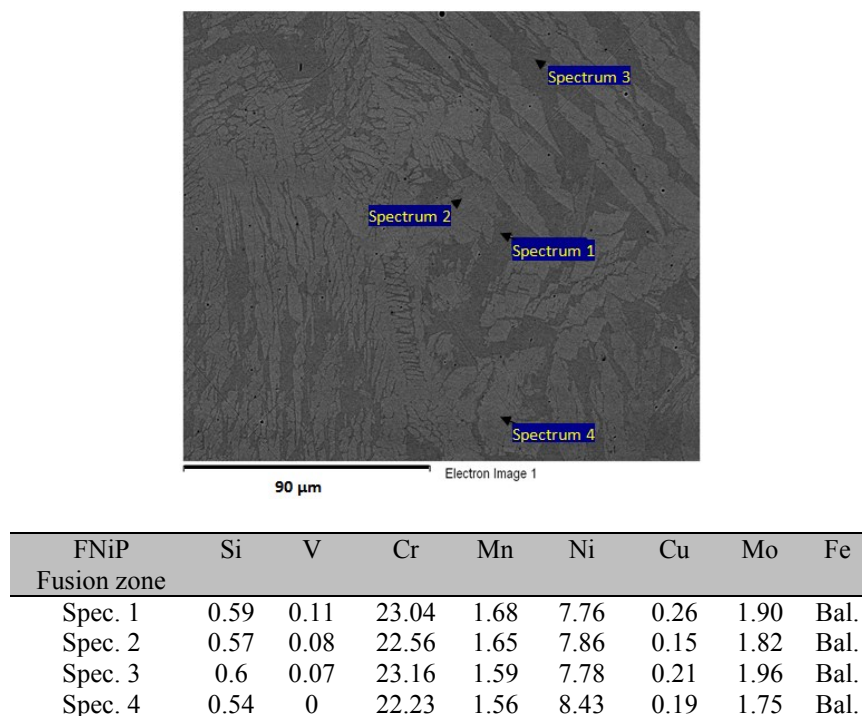 Spectrum 3
Spectrum 2
Spectrum 1
Spectrum 4
90 µm
Electron Image 1
FNiP Si V Cr Mn Ni Cu Mo Fe
Fusion zone
Spec. 1 0.59 0.11 23.04 1.68 7.76 0.26 1.90 Bal.
Spec. 2 0.57 0.08 22.56 1.65 7.86 0.15 1.82 Bal.
Spec. 3 0.6 0.07 23.16 1.59 7.78 0.21 1.96 Bal.
Spec. 4 0.54 0 22.23 1.56 8.43 0.19 1.75 Bal.